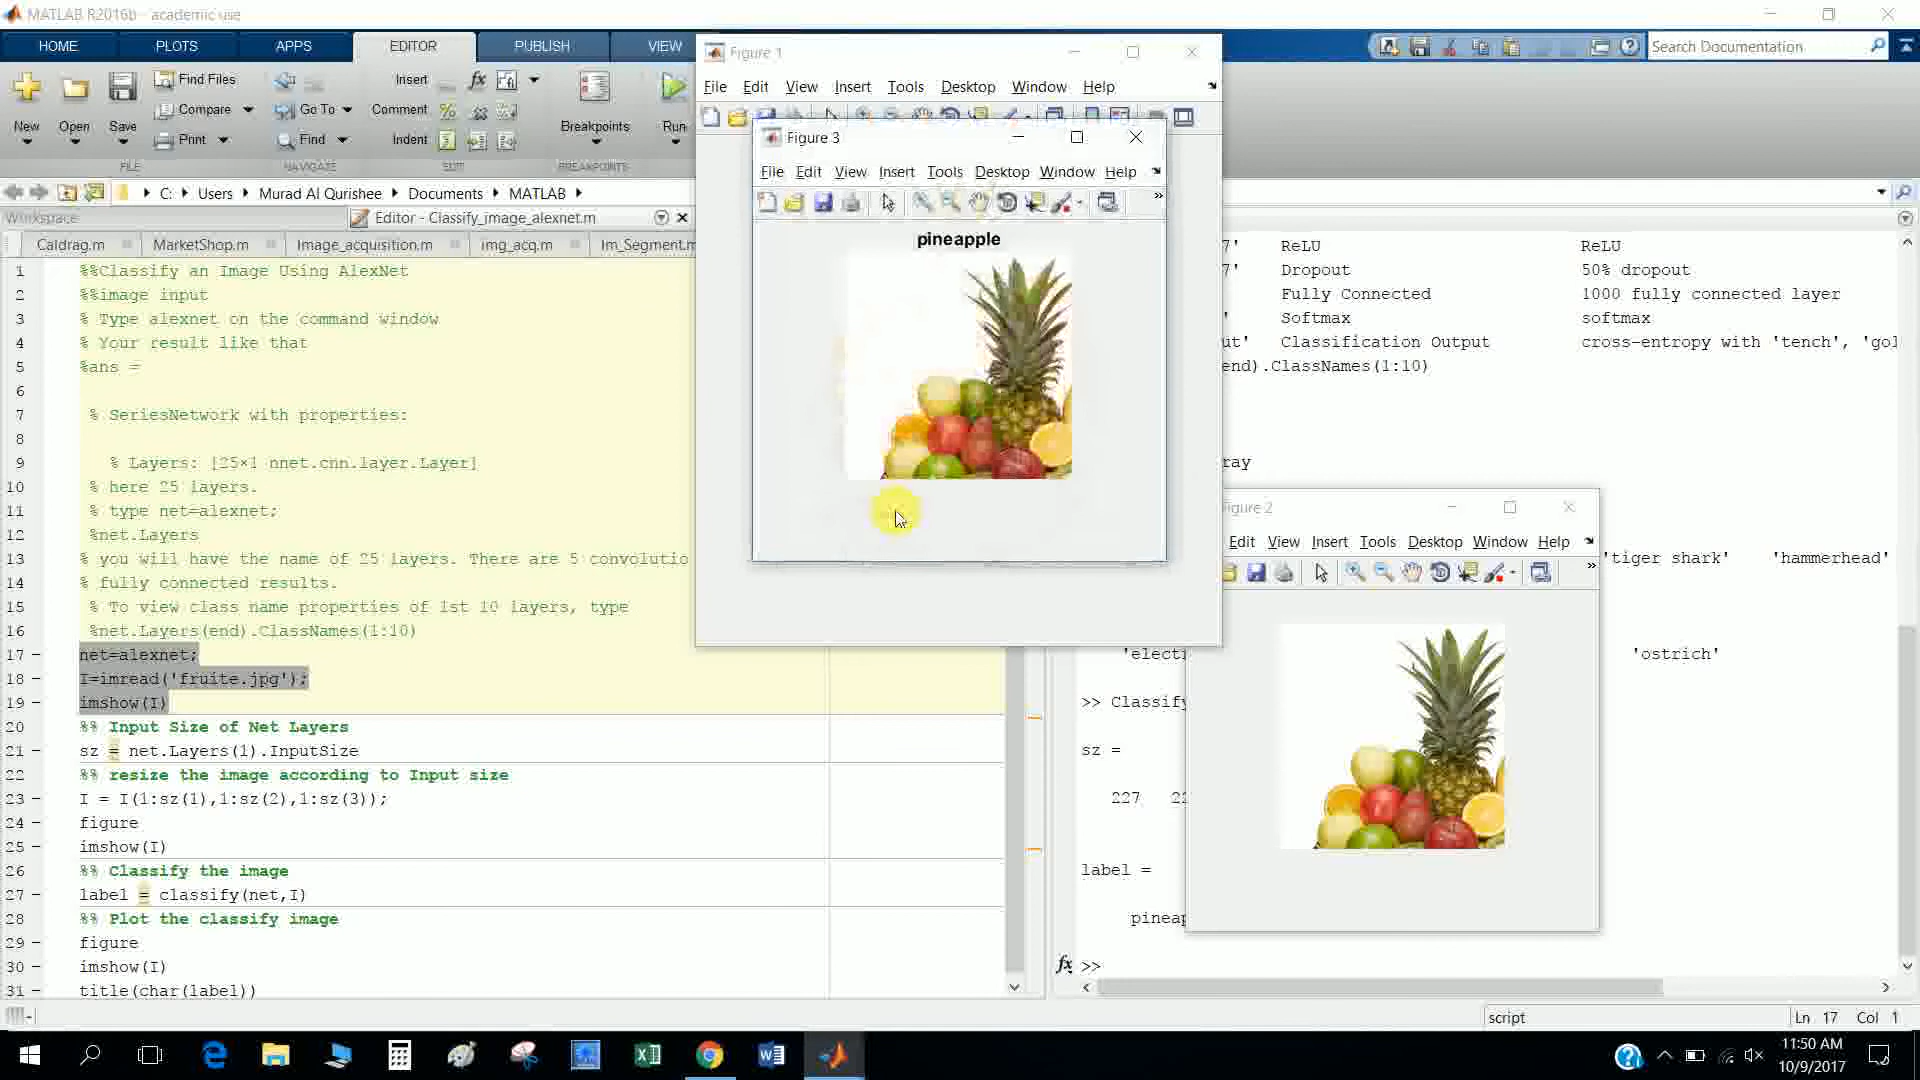 MATLAB R2016b - academic use
HOME PLOTS APPS EDITOR PUBLISH VIEW
Search Documentation
New Open Save
Find Files
Compare
Print
FILE
Go To
Find
NAVIGATE
Insert
Comment
Indent
EDIT
Breakpoints
BREAKPOINTS
Run
C: Users Murad Al Qurishee Documents MATLAB
Workspace
Editor - Classify_image_alexnet.m
Caldrag.m MarketShop.m Image_acquisition.m img_acq.m Im_Segment.m
1 %%Classify an Image Using AlexNet
2 %%image input
3 % Type alexnet on the command window
4 % Your result like that
5 %ans =
6
7 % SeriesNetwork with properties:
8
9 % Layers: [25×1 nnet.cnn.layer.Layer]
10 % here 25 layers.
11 % type net=alexnet;
12 %net.Layers
13 % you will have the name of 25 layers. There are 5 convolutio
14 % fully connected results.
15 % To view class name properties of 1st 10 layers, type
16 %net.Layers(end).ClassNames(1:10)
17 net=alexnet;
18 I=imread('fruite.jpg');
19 imshow(I)
20 %% Input Size of Net Layers
21 sz = net.Layers(1).InputSize
22 %% resize the image according to Input size
23 I = I(1:sz(1),1:sz(2),1:sz(3));
24 figure
25 imshow(I)
26 %% Classify the image
27 label = classify(net,I)
28 %% Plot the classify image
29 figure
30 imshow(I)
31 title(char(label))
Figure 1
File Edit View Insert Tools Desktop Window Help
Figure 3
File Edit View Insert Tools Desktop Window Help
pineapple
7' ReLU ReLU
7' Dropout 50% dropout
Fully Connected 1000 fully connected layer
' Softmax softmax
ut' Classification Output cross-entropy with 'tench', 'gol
end).ClassNames(1:10)
ray
'tiger shark' 'hammerhead'
'electr 'ostrich'
>> Classify
sz =
227 22
label =
pineap
fx >>
igure 2
Edit View Insert Tools Desktop Window Help
script
Ln 17 Col 1
11:50 AM
10/9/2017